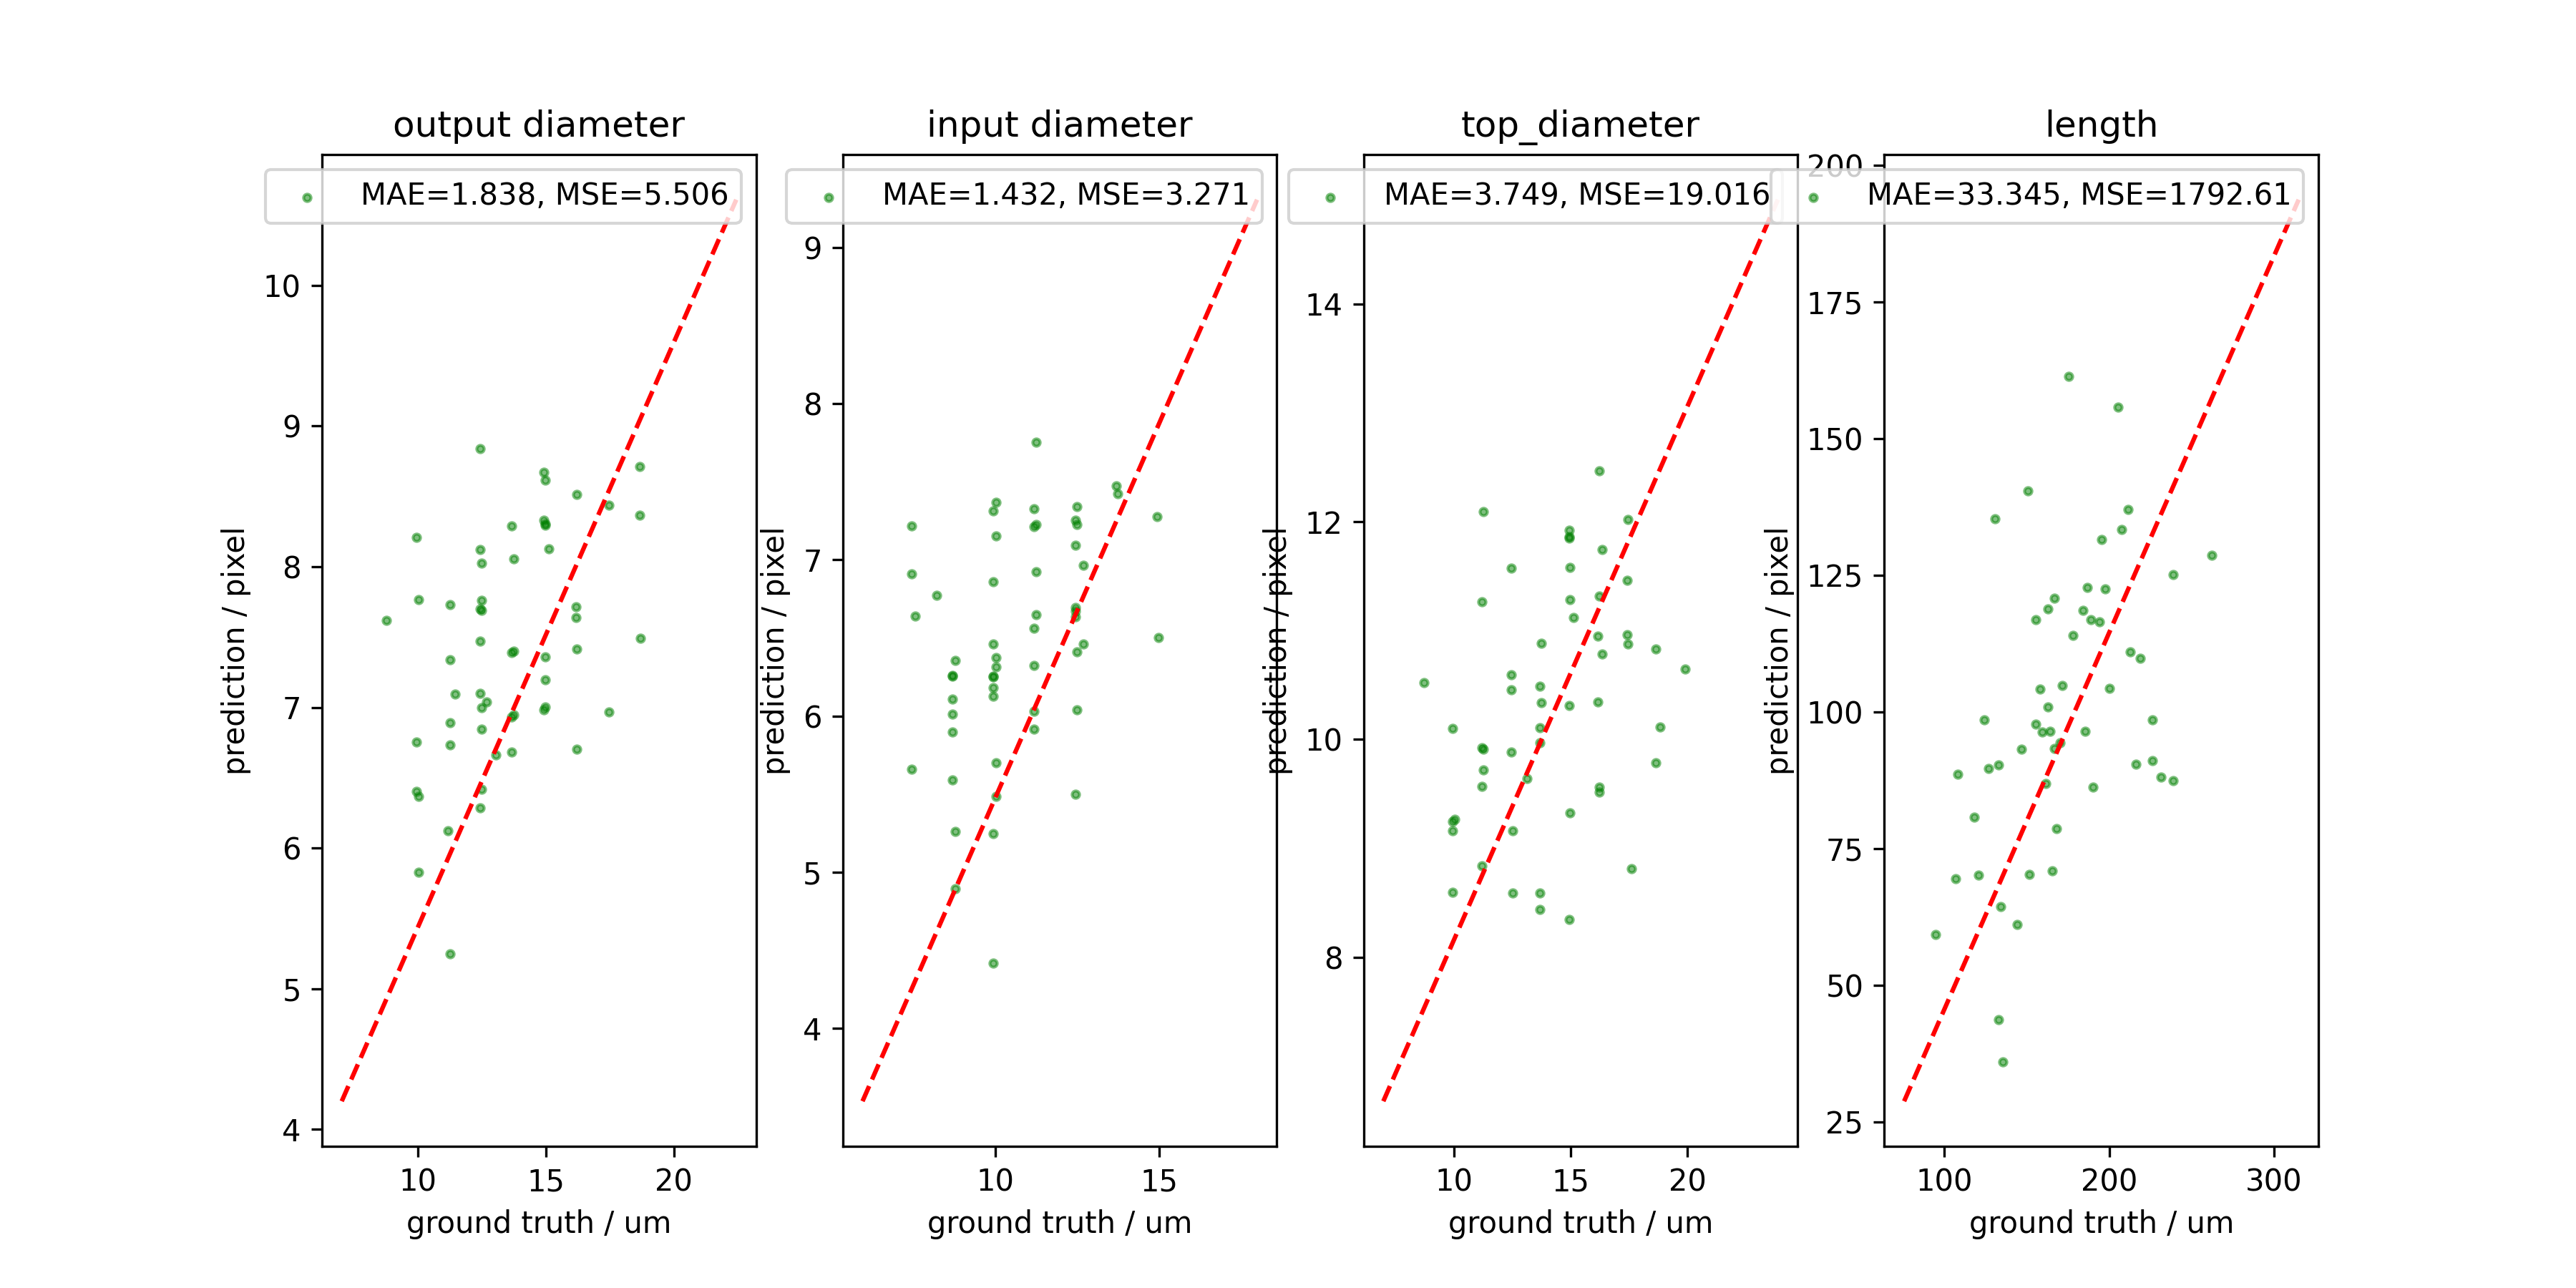 output diameter
MAE=1.838, MSE=5.506
prediction / pixel
10
9
8
7
6
5
4
10 15 20
ground truth / um
input diameter
MAE=1.432, MSE=3.271
prediction / pixel
9
8
7
6
5
4
10 15
ground truth / um
top_diameter
MAE=3.749, MSE=19.016
prediction / pixel
14
12
10
8
10 15 20
ground truth / um
length
MAE=33.345, MSE=1792.61
prediction / pixel
200
175
150
125
100
75
50
25
100 200 300
ground truth / um